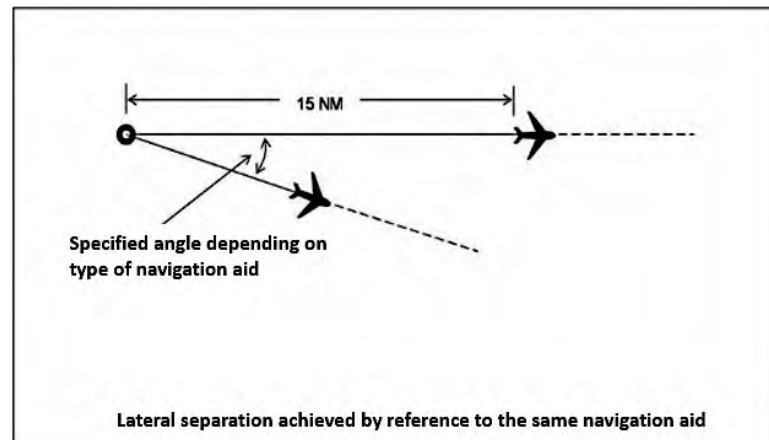 15 NM
Specified angle depending on
type of navigation aid
Lateral separation achieved by reference to the same navigation aid